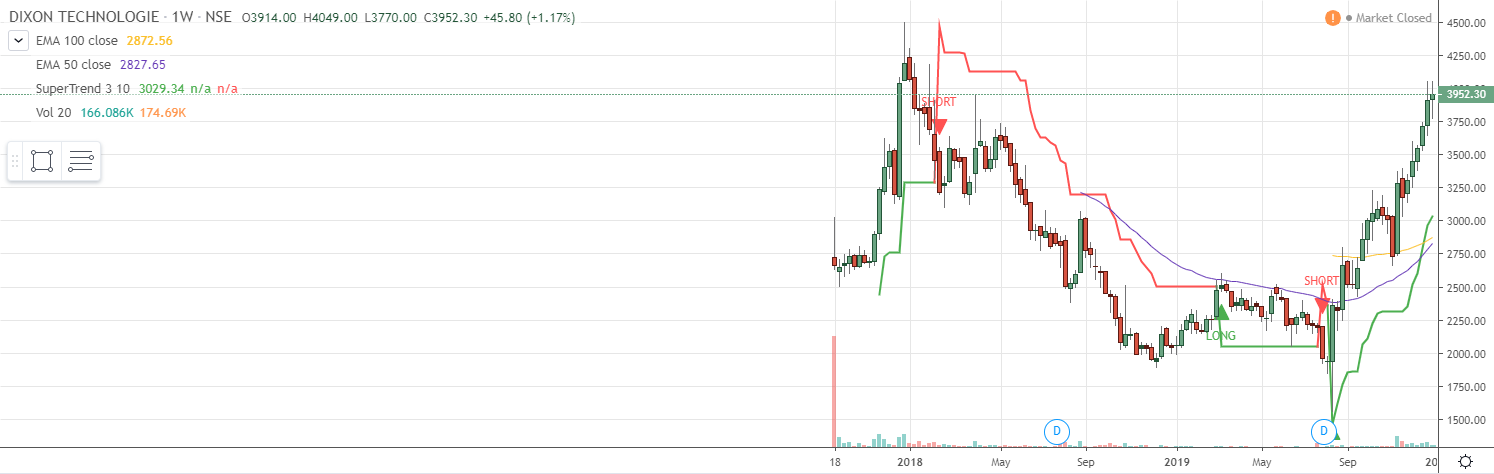 DIXON TECHNOLOGIE · 1W · NSE O3914.00 H4049.00 L3770.00 C3952.30 +45.80 (+1.17%)
! Market Closed
EMA 100 close 2872.56
EMA 50 close 2827.65
SuperTrend 3 10 3029.34 n/a n/a
Vol 20 166.086K 174.69K
4500.00
4250.00
4000.00
3952.30
3750.00
3500.00
3250.00
3000.00
2750.00
2500.00
2250.00
2000.00
1750.00
1500.00
SHORT
SHORT
LONG
D
D
18 2018 May Sep 2019 May Sep 20